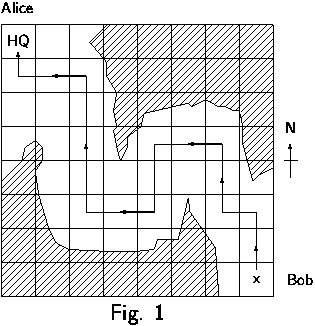 Alice
HQ
N
x
Bob
Fig. 1